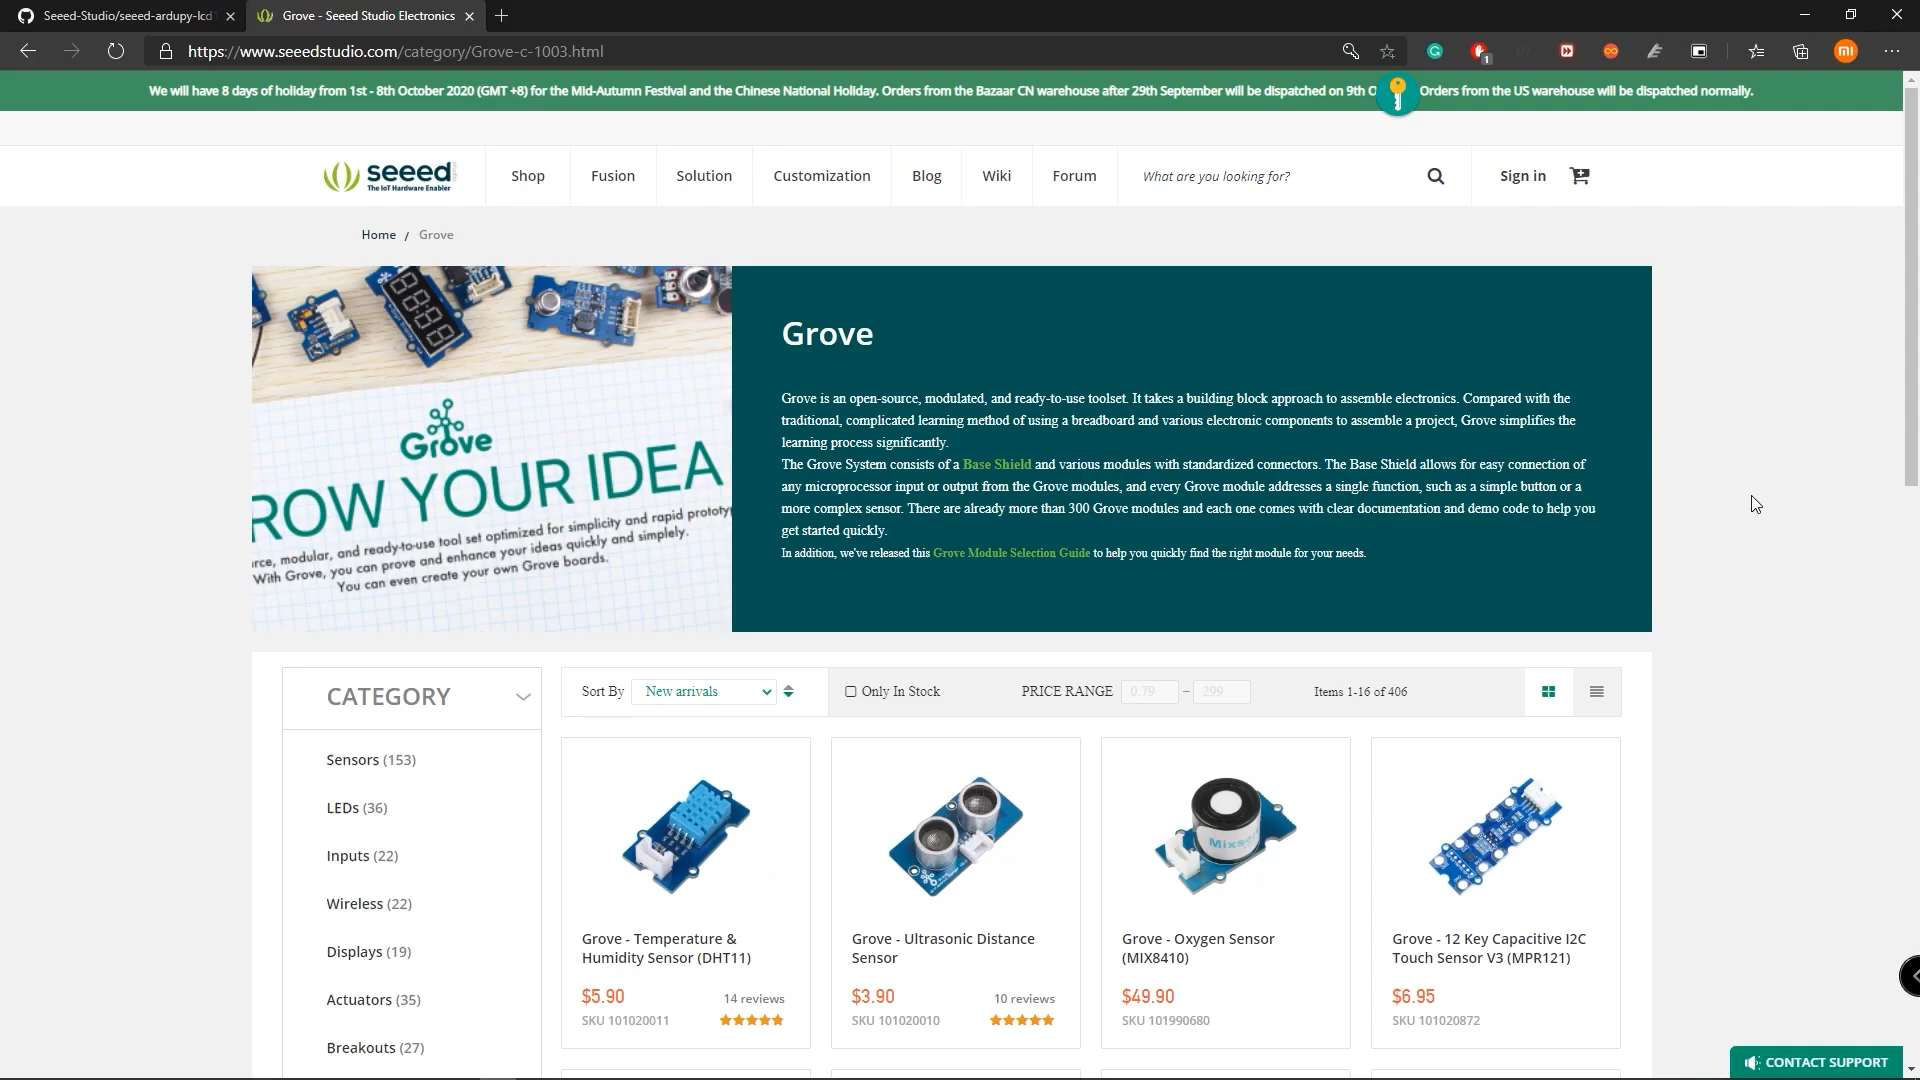 Seeed-Studio/seeed-ardupy-lcd
Grove - Seeed Studio Electronics
https://www.seeedstudio.com/category/Grove-c-1003.html
1
mi
We will have 8 days of holiday from 1st - 8th October 2020 (GMT +8) for the Mid-Autumn Festival and the Chinese National Holiday. Orders from the Bazaar CN warehouse after 29th September will be dispatched on 9th O Orders from the US warehouse will be dispatched normally.
seeed
The IoT Hardware Enabler
Shop
Fusion
Solution
Customization
Blog
Wiki
Forum
What are you looking for?
Sign in
Home / Grove
Grove
ROW YOUR IDEA
urce, modular, and ready-to-use tool set optimized for simplicity and rapid prototyp
With Grove, you can prove and enhance your ideas quickly and simplely.
You can even create your own Grove boards.
Grove
Grove is an open-source, modulated, and ready-to-use toolset. It takes a building block approach to assemble electronics. Compared with the
traditional, complicated learning method of using a breadboard and various electronic components to assemble a project, Grove simplifies the
learning process significantly.
The Grove System consists of a Base Shield and various modules with standardized connectors. The Base Shield allows for easy connection of
any microprocessor input or output from the Grove modules, and every Grove module addresses a single function, such as a simple button or a
more complex sensor. There are already more than 300 Grove modules and each one comes with clear documentation and demo code to help you
get started quickly.
In addition, we've released this Grove Module Selection Guide to help you quickly find the right module for your needs.
CATEGORY
Sensors (153)
LEDs (36)
Inputs (22)
Wireless (22)
Displays (19)
Actuators (35)
Breakouts (27)
Sort By New arrivals
Only In Stock
PRICE RANGE 0.79 – 299
Items 1-16 of 406
Grove - Temperature &
Humidity Sensor (DHT11)
$5.90
14 reviews
SKU 101020011
Grove - Ultrasonic Distance
Sensor
$3.90
10 reviews
SKU 101020010
Grove - Oxygen Sensor
(MIX8410)
$49.90
SKU 101990680
Grove - 12 Key Capacitive I2C
Touch Sensor V3 (MPR121)
$6.95
SKU 101020872
CONTACT SUPPORT